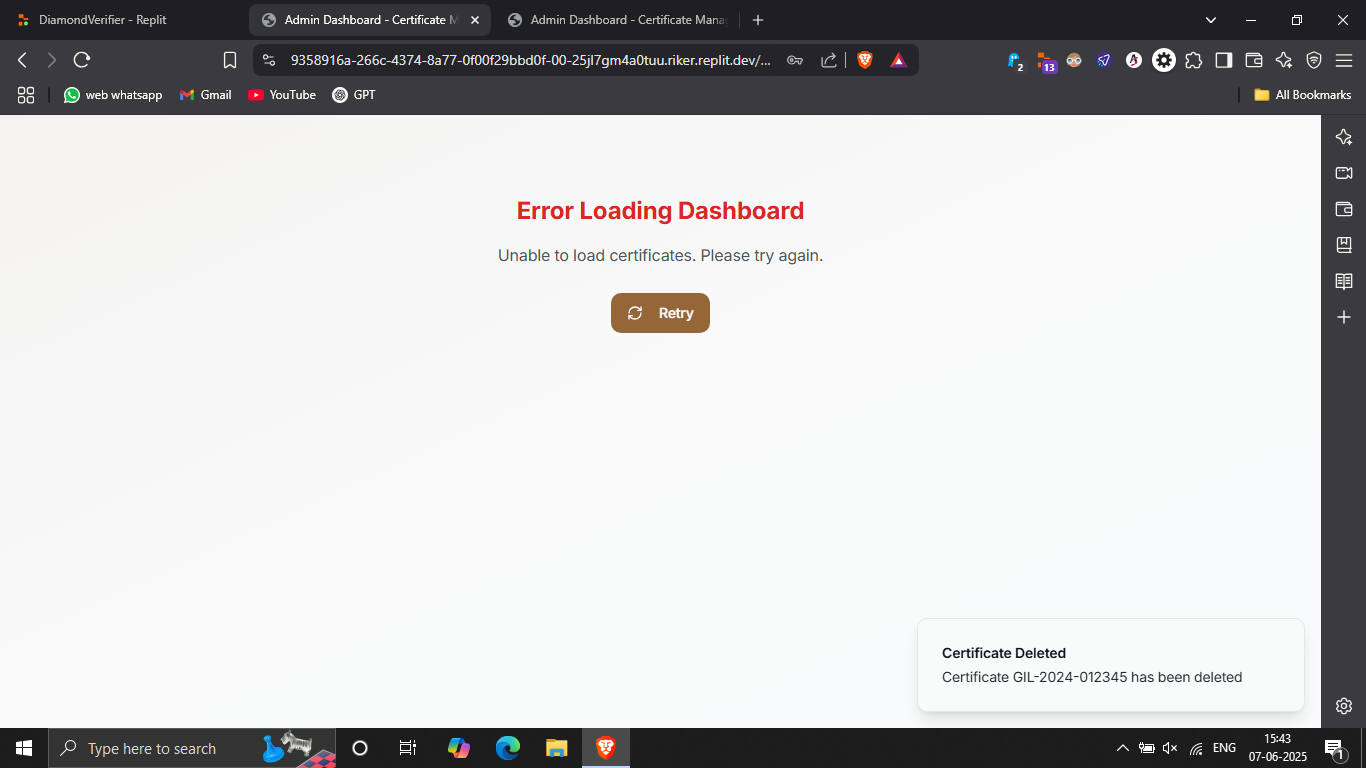 DiamondVerifier - Replit
Admin Dashboard - Certificate M
Admin Dashboard - Certificate Mana
9358916a-266c-4374-8a77-0f00f29bbd0f-00-25jl7gm4a0tuu.riker.replit.dev/...
2
13
web whatsapp
Gmail
YouTube
GPT
All Bookmarks
Error Loading Dashboard
Unable to load certificates. Please try again.
Retry
Certificate Deleted
Certificate GIL-2024-012345 has been deleted
Type here to search
ENG
15:43
07-06-2025
1